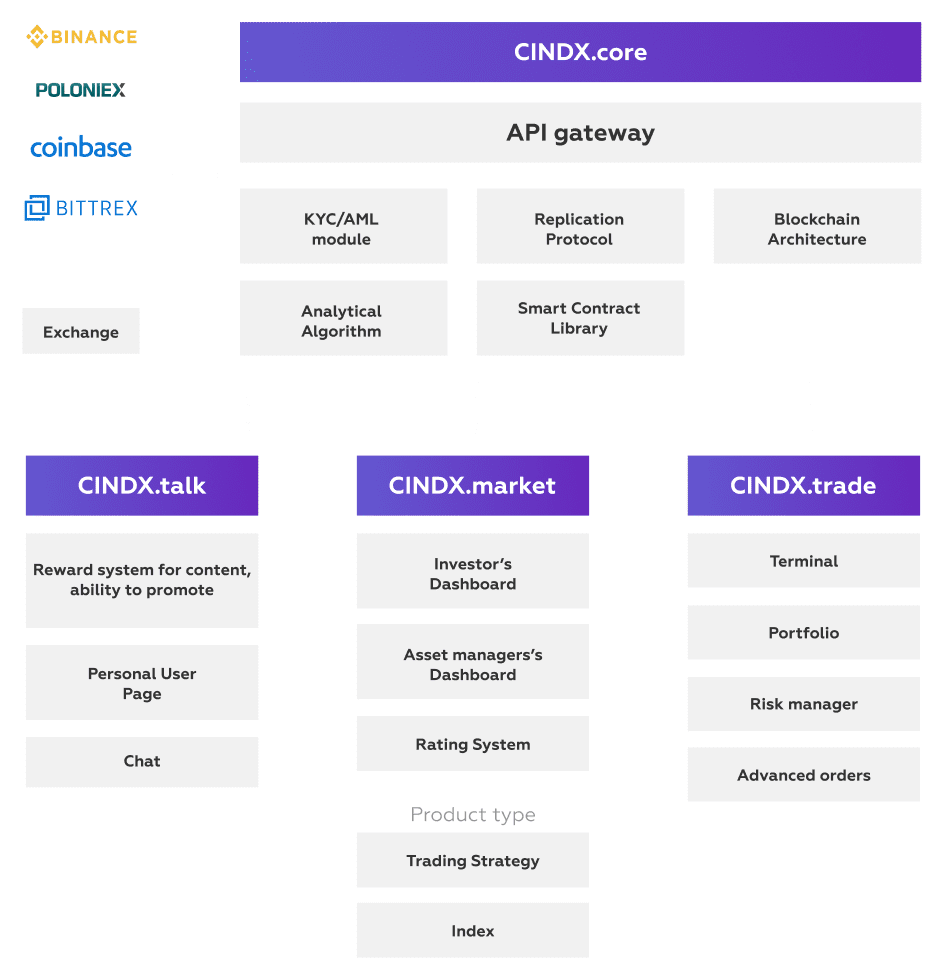 BINANCE
POLONIEX
coinbase
BITTREX
Exchange
CINDX.core
API gateway
KYC/AML
module
Replication
Protocol
Blockchain
Architecture
Analytical
Algorithm
Smart Contract
Library
CINDX.talk
Reward system for content,
ability to promote
Personal User
Page
Chat
CINDX.market
Investor’s
Dashboard
Asset managers’s
Dashboard
Rating System
Product type
Trading Strategy
Index
CINDX.trade
Terminal
Portfolio
Risk manager
Advanced orders